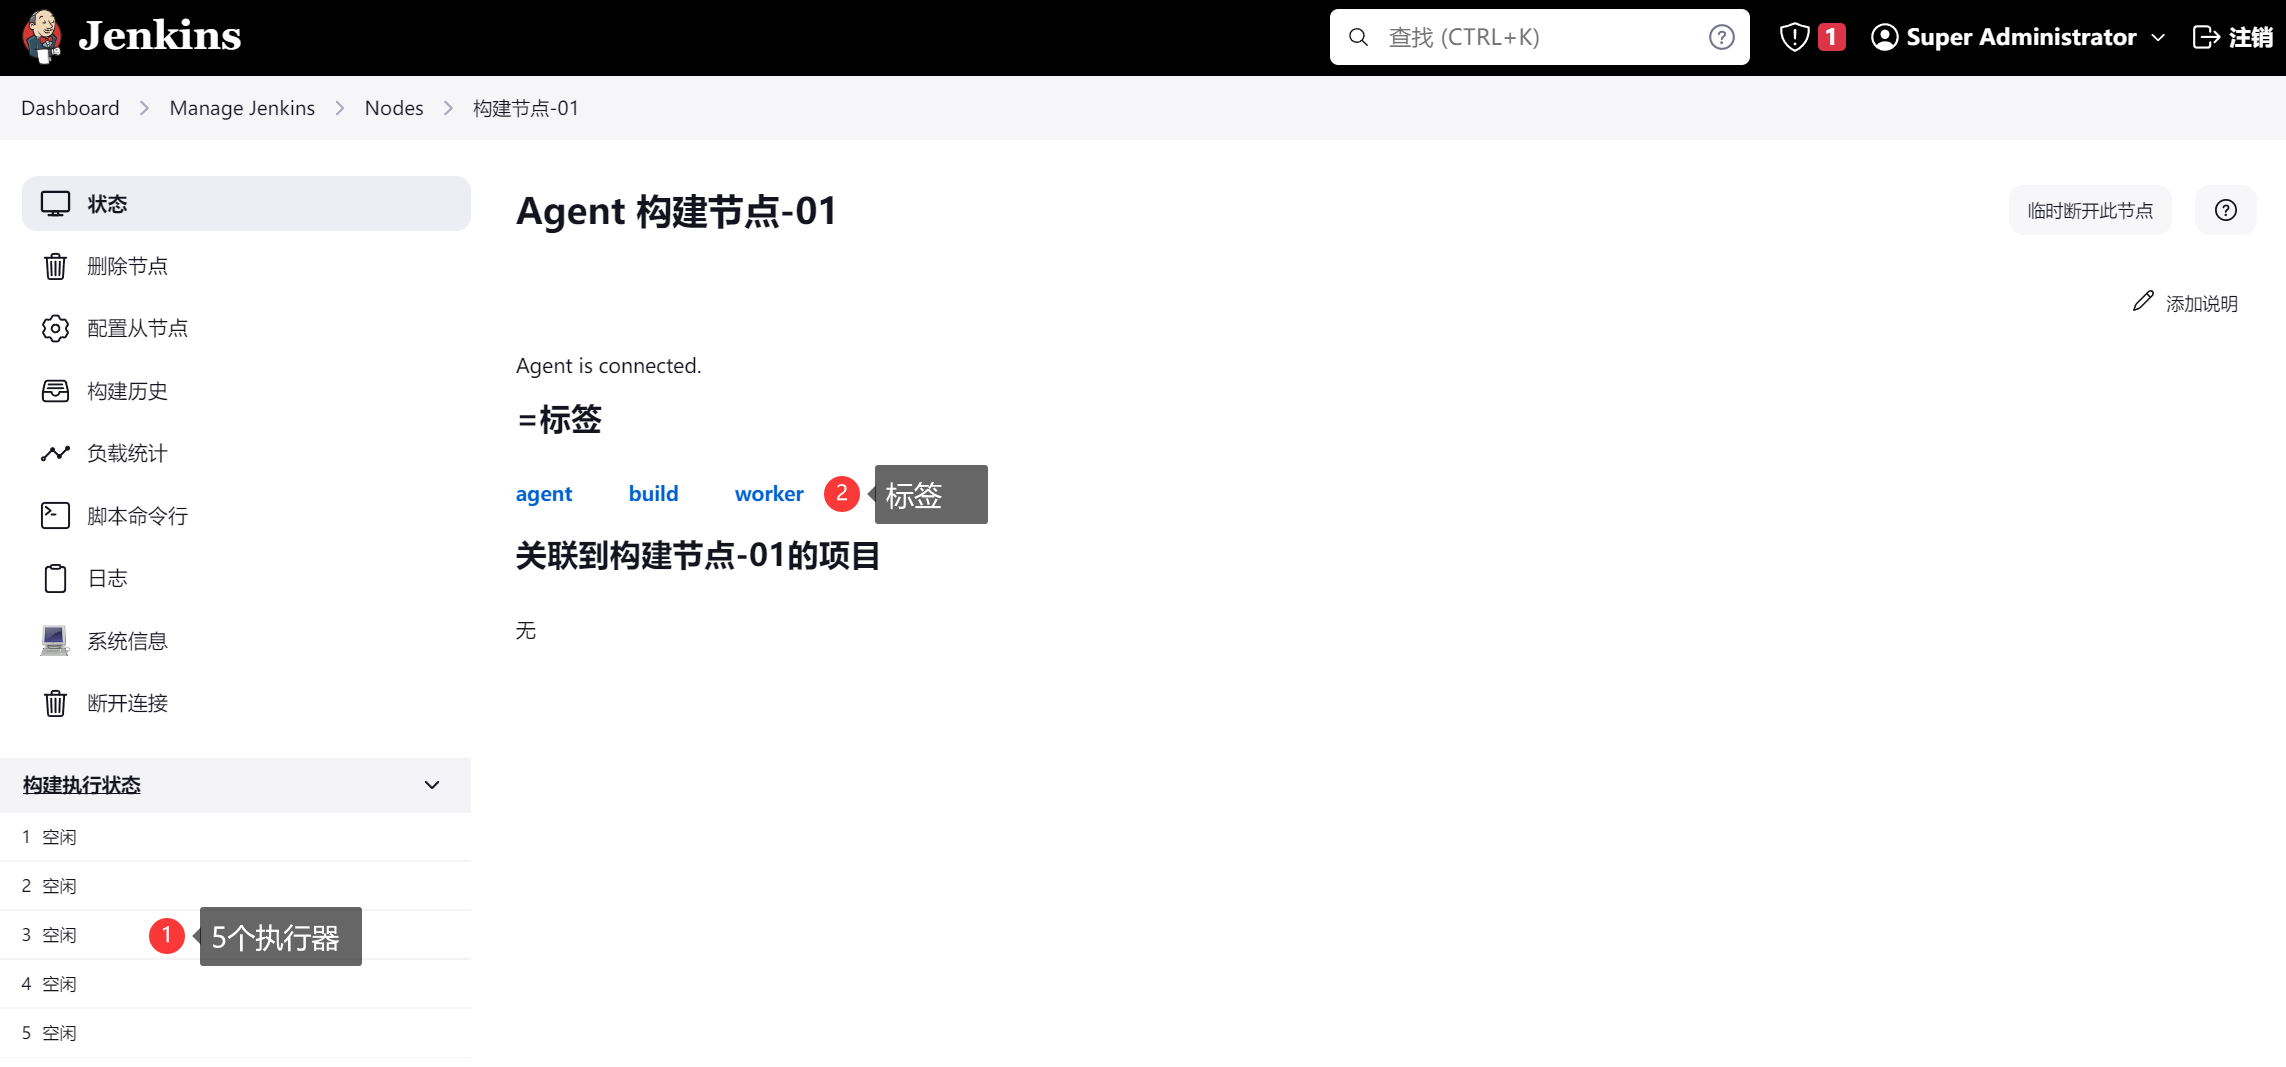 Jenkins
查找 (CTRL+K)
1
Super Administrator
注销
Dashboard
Manage Jenkins
Nodes
构建节点-01
状态
删除节点
配置从节点
构建历史
负载统计
脚本命令行
日志
系统信息
断开连接
构建执行状态
1 空闲
2 空闲
3 空闲
1 5个执行器
4 空闲
5 空闲
Agent 构建节点-01
临时断开此节点
添加说明
Agent is connected.
=标签
agent build worker 2 标签
关联到构建节点-01的项目
无